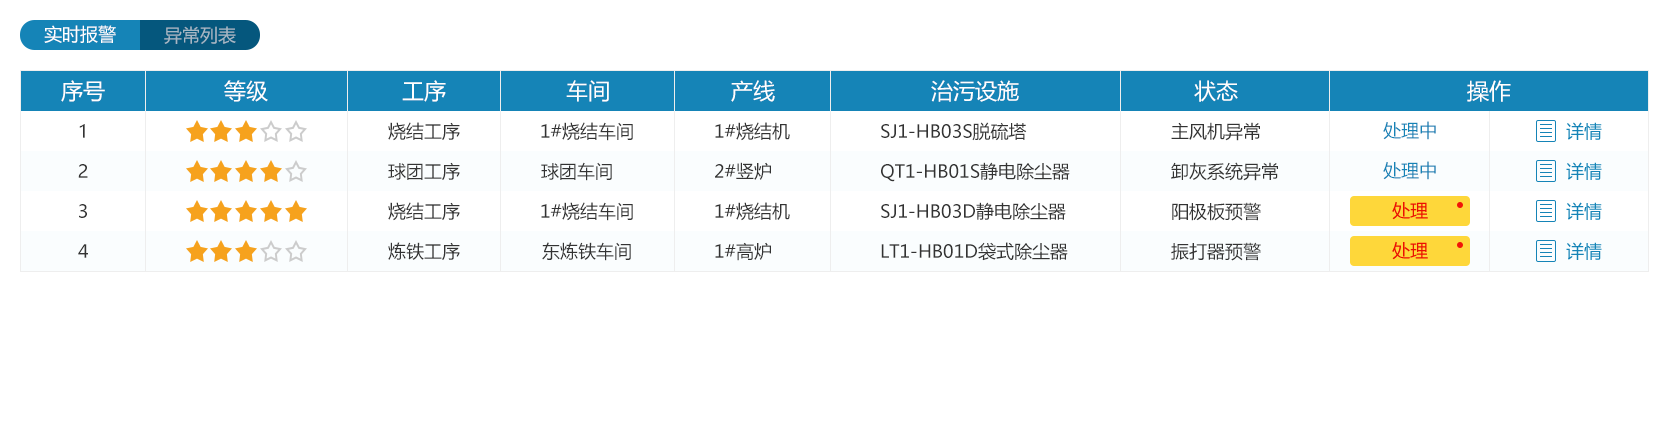 实时报警 异常列表
序号 等级 工序 车间 产线 治污设施 状态 操作
1 烧结工序 1#烧结车间 1#烧结机 SJ1-HB03S脱硫塔 主风机异常 处理中 详情
2 球团工序 球团车间 2#竖炉 QT1-HB01S静电除尘器 卸灰系统异常 处理中 详情
3 烧结工序 1#烧结车间 1#烧结机 SJ1-HB03D静电除尘器 阳极板预警 处理 详情
4 炼铁工序 东炼铁车间 1#高炉 LT1-HB01D袋式除尘器 振打器预警 处理 详情